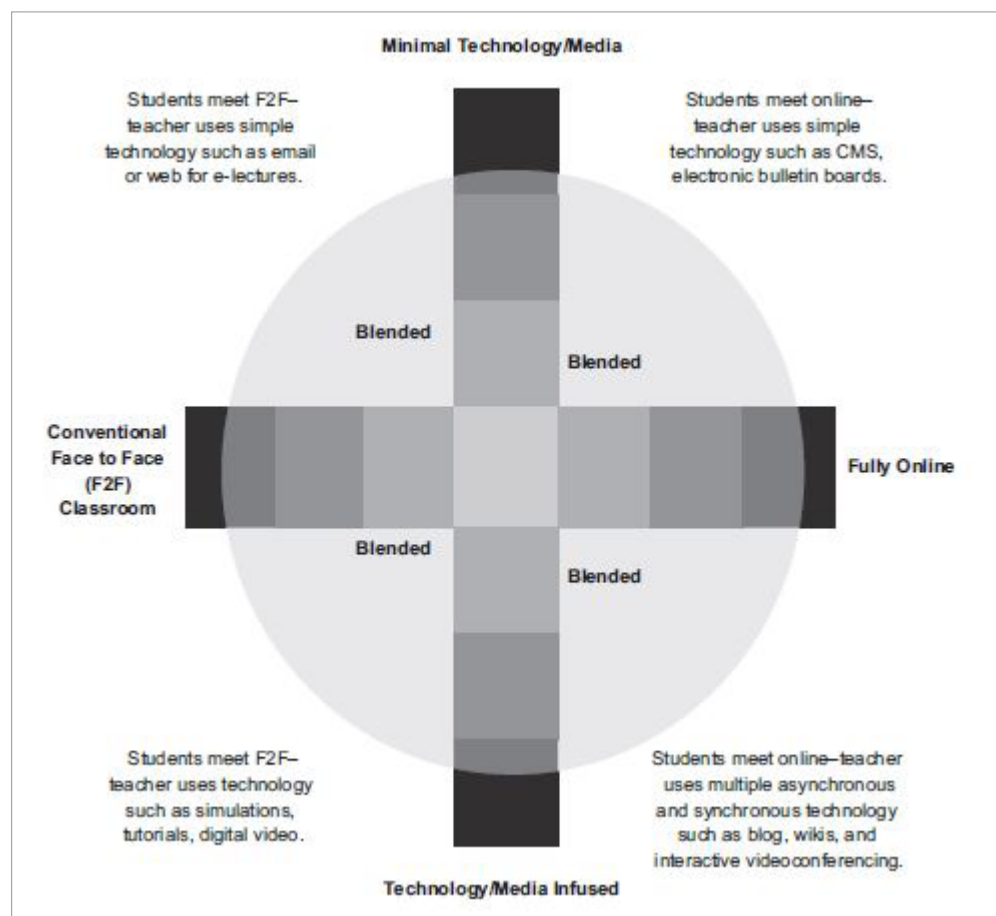 Minimal Technology/Media
Students meet F2F–
teacher uses simple
technology such as email
or web for e-lectures.
Students meet online–
teacher uses simple
technology such as CMS,
electronic bulletin boards.
Blended
Blended
Conventional
Face to Face
(F2F)
Classroom
Fully Online
Blended
Blended
Students meet F2F–
teacher uses technology
such as simulations,
tutorials, digital video.
Students meet online–teacher
uses multiple asynchronous
and synchronous technology
such as blog, wikis, and
interactive videoconferencing.
Technology/Media Infused